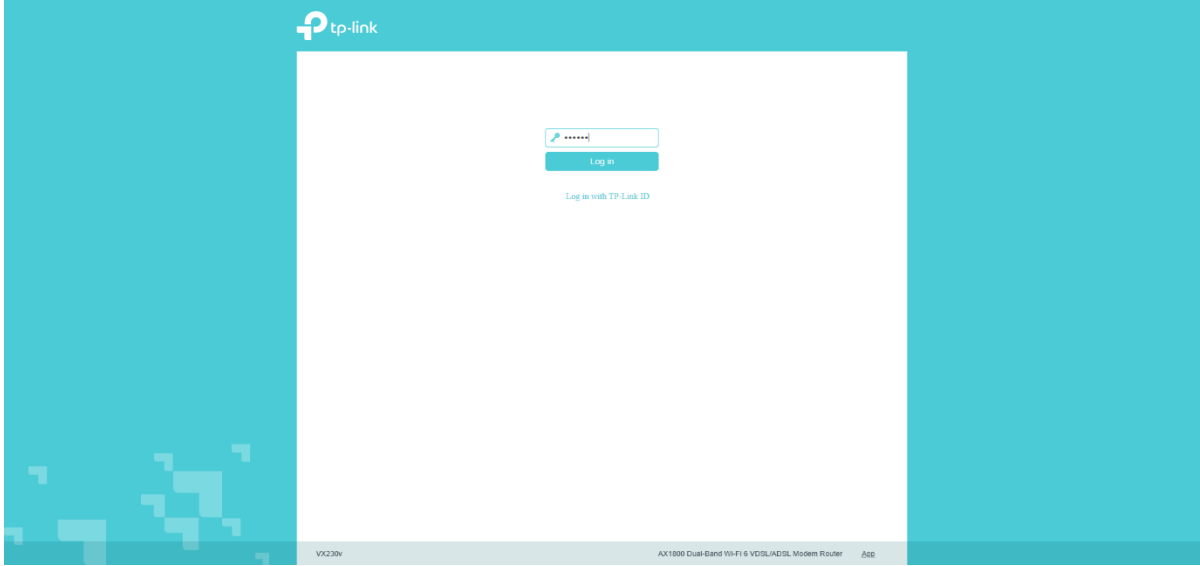 tp-link
••••••
Log in
Log in with TP-Link ID
VX230v AX1800 Dual-Band Wi-Fi 6 VDSL/ADSL Modem Router App